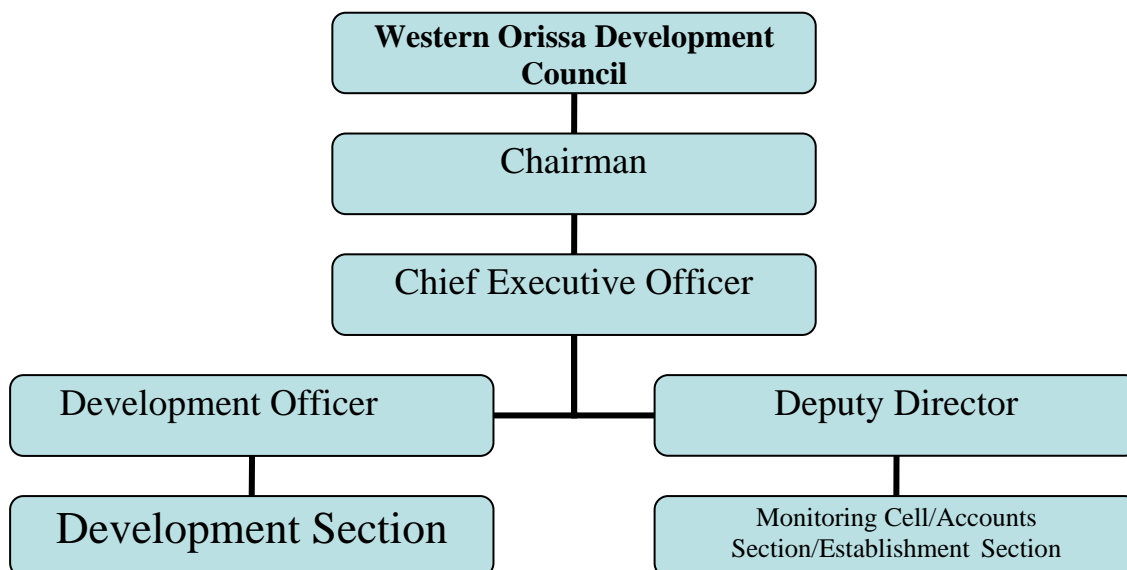 Western Orissa Development
Council
Chairman
Chief Executive Officer
Development Officer
Deputy Director
Development Section
Monitoring Cell/Accounts
Section/Establishment Section